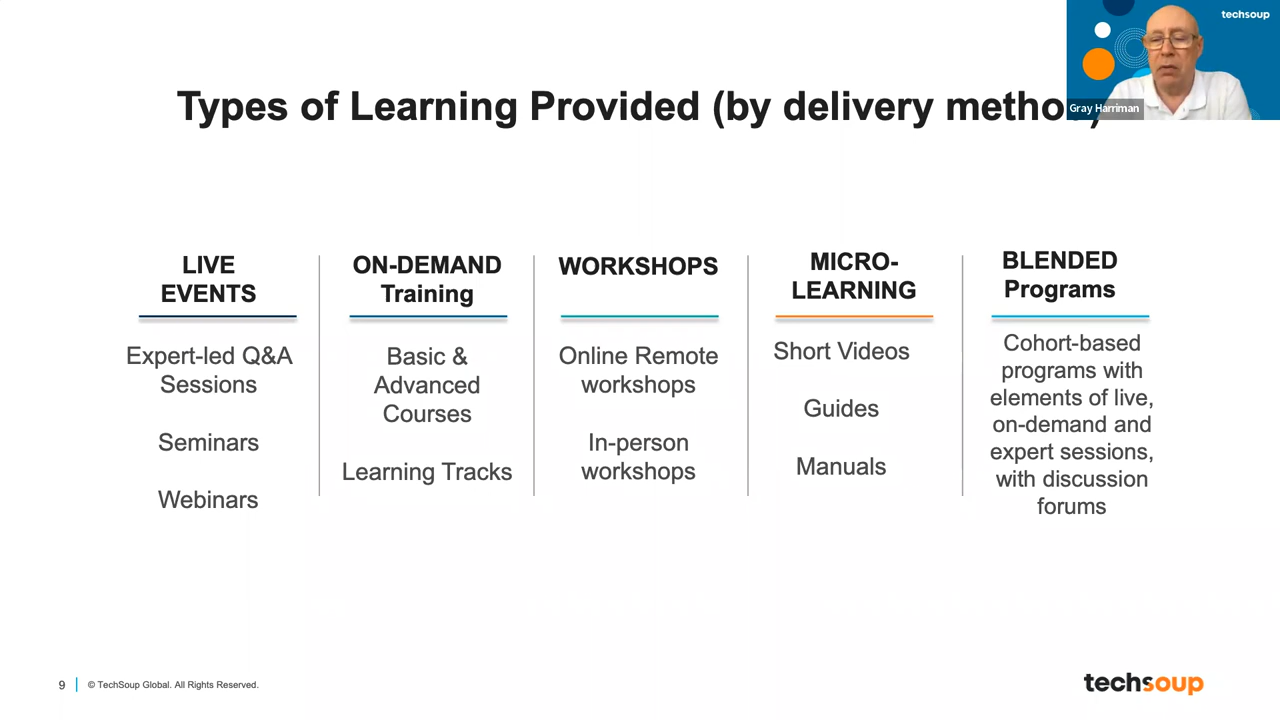 techsoup
Gray Harriman
Types of Learning Provided (by delivery method)
LIVE
EVENTS
Expert-led Q&A
Sessions
Seminars
Webinars
ON-DEMAND
Training
Basic &
Advanced
Courses
Learning Tracks
WORKSHOPS
Online Remote
workshops
In-person
workshops
MICRO-
LEARNING
Short Videos
Guides
Manuals
BLENDED
Programs
Cohort-based
programs with
elements of live,
on-demand and
expert sessions,
with discussion
forums
9
© TechSoup Global. All Rights Reserved.
techsoup